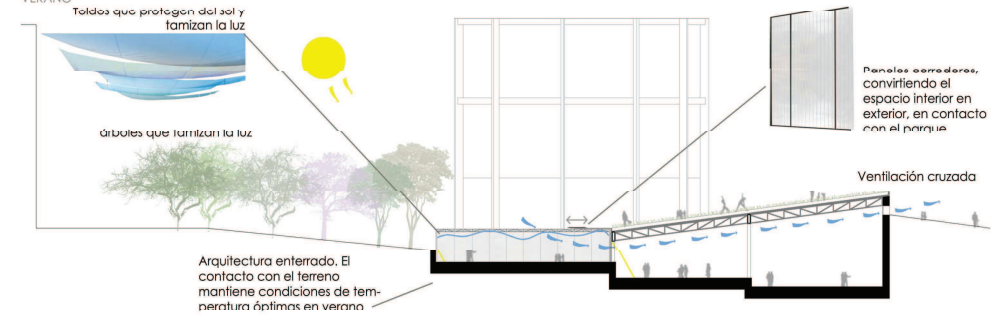 VERANO
Toldos que protegen del sol y
tamizan la luz
árboles que tamizan la luz
Paneles correderos,
convirtiendo el
espacio interior en
exterior, en contacto
con el parque
Ventilación cruzada
Arquitectura enterrado. El
contacto con el terreno
mantiene condiciones de tem-
peratura óptimas en verano